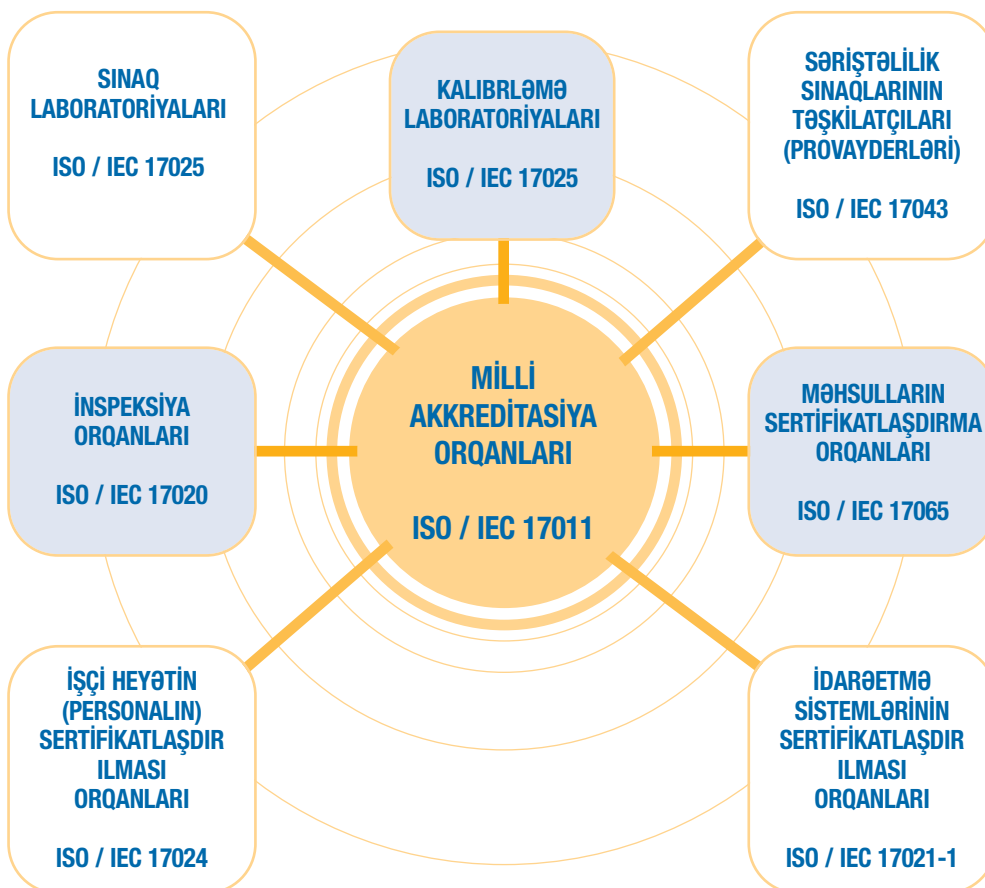 SINAQ
LABORATORİYALARI
ISO / IEC 17025
KALIBRLƏMƏ
LABORATORİYALARI
ISO / IEC 17025
SƏRİŞTƏLİLİK
SINAQLARININ
TƏŞKİLATÇILARI
(PROVAYDERLƏRİ)
ISO / IEC 17043
İNSPEKSİYA
ORQANLARI
ISO / IEC 17020
MİLLİ
AKKREDİTASİYA
ORQANLARI
ISO / IEC 17011
MƏHSULLARIN
SERTİFİKATLAŞDIRMA
ORQANLARI
ISO / IEC 17065
İŞÇİ HEYƏTİN
(PERSONALIN)
SERTİFİKATLAŞDIR
ILMASI
ORQANLARI
ISO / IEC 17024
İDARƏETMƏ
SİSTEMLƏRİNİN
SERTİFİKATLAŞDIR
ILMASI
ORQANLARI
ISO / IEC 17021-1